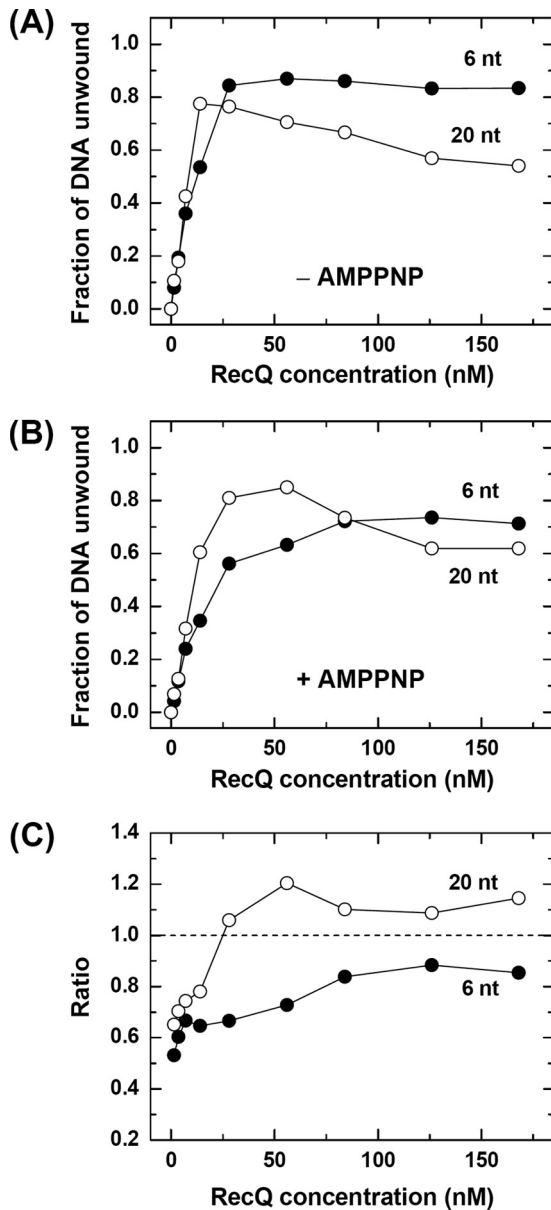 (A)
1.0
0.8
0.6
0.4
0.2
0.0
Fraction of DNA unwound
6 nt
20 nt
– AMPPNP
0 50 100 150
RecQ concentration (nM)
(B)
1.0
0.8
0.6
0.4
0.2
0.0
Fraction of DNA unwound
6 nt
20 nt
+ AMPPNP
0 50 100 150
RecQ concentration (nM)
(C)
1.4
1.2
1.0
0.8
0.6
0.4
0.2
Ratio
20 nt
6 nt
0 50 100 150
RecQ concentration (nM)